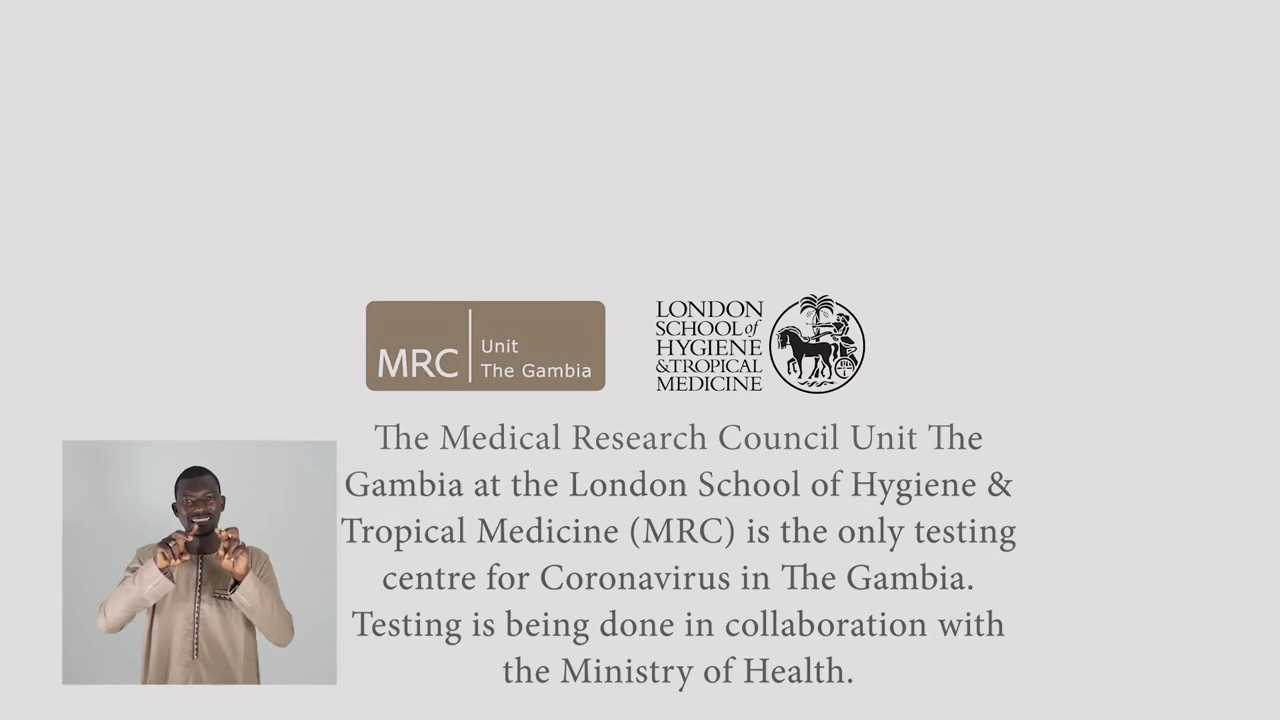 MRC
Unit
The Gambia
LONDON
SCHOOL of
HYGIENE
&TROPICAL
MEDICINE
The Medical Research Council Unit The
Gambia at the London School of Hygiene &
Tropical Medicine (MRC) is the only testing
centre for Coronavirus in The Gambia.
Testing is being done in collaboration with
the Ministry of Health.